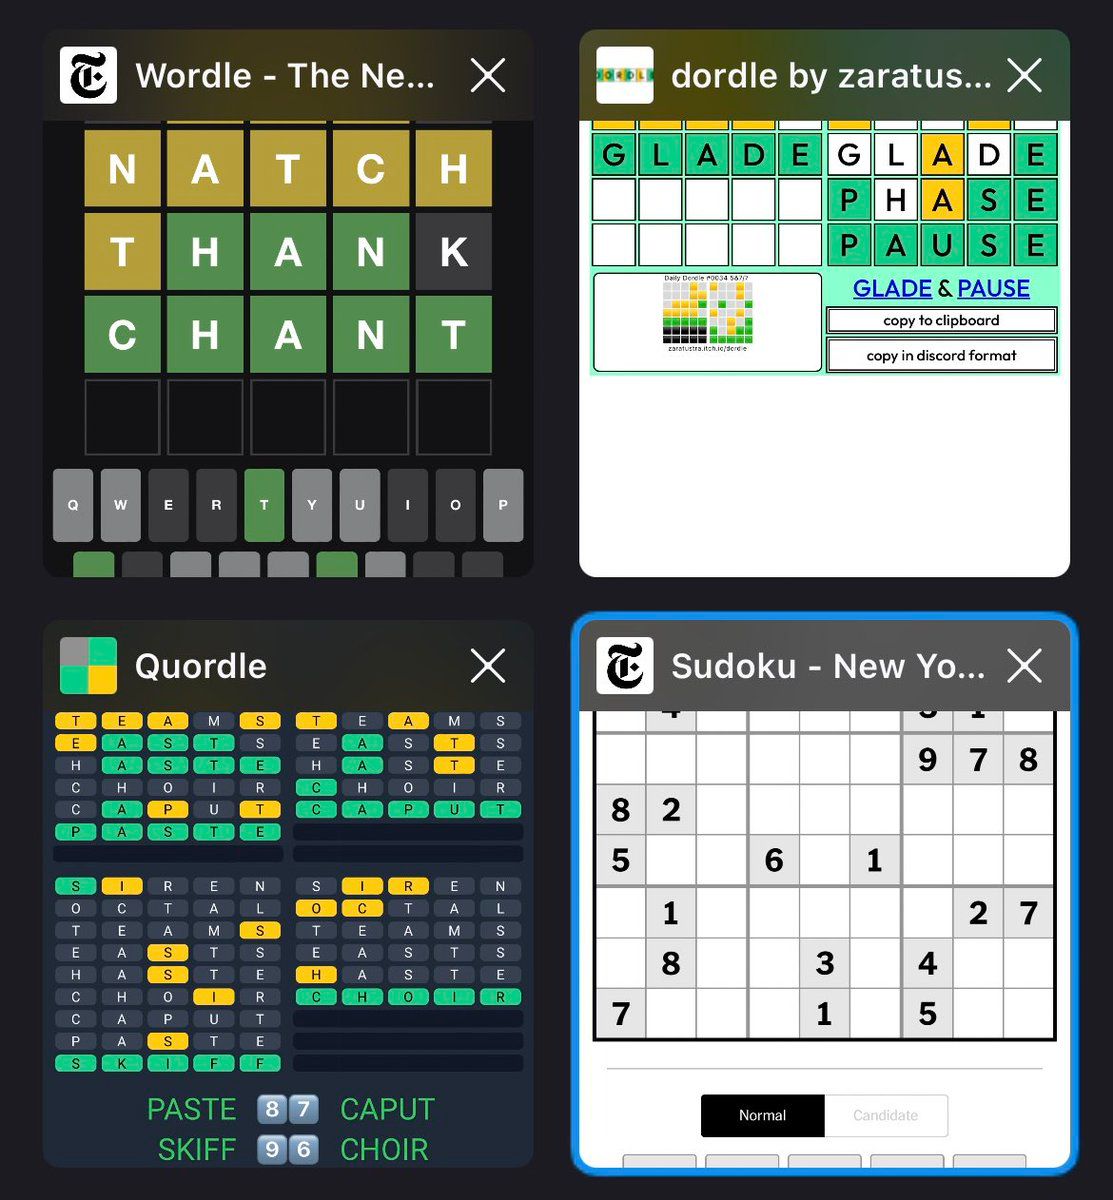 Wordle - The Ne...
N A T C H
T H A N K
C H A N T
Q W E R T Y U I O P
dordle by zaratus...
G L A D E G L A D E
P H A S E
P A U S E
Daily Dordle #0034 5&7/7
zaratustra.itch.io/dordle
GLADE & PAUSE
copy to clipboard
copy in discord format
Quordle
T E A M S T E A M S
E A S T S E A S T S
H A S T E H A S T E
C H O I R C H O I R
C A P U T C A P U T
P A S T E
S I R E N S I R E N
O C T A L O C T A L
T E A M S T E A M S
E A S T S E A S T S
H A S T E H A S T E
C H O I R C H O I R
C A P U T
P A S T E
S K I F F
PASTE 8 7 CAPUT
SKIFF 9 6 CHOIR
Sudoku - New Yo...
4 1
9 7 8
8 2
5 6 1
1 2 7
8 3 4
7 1 5
Normal Candidate